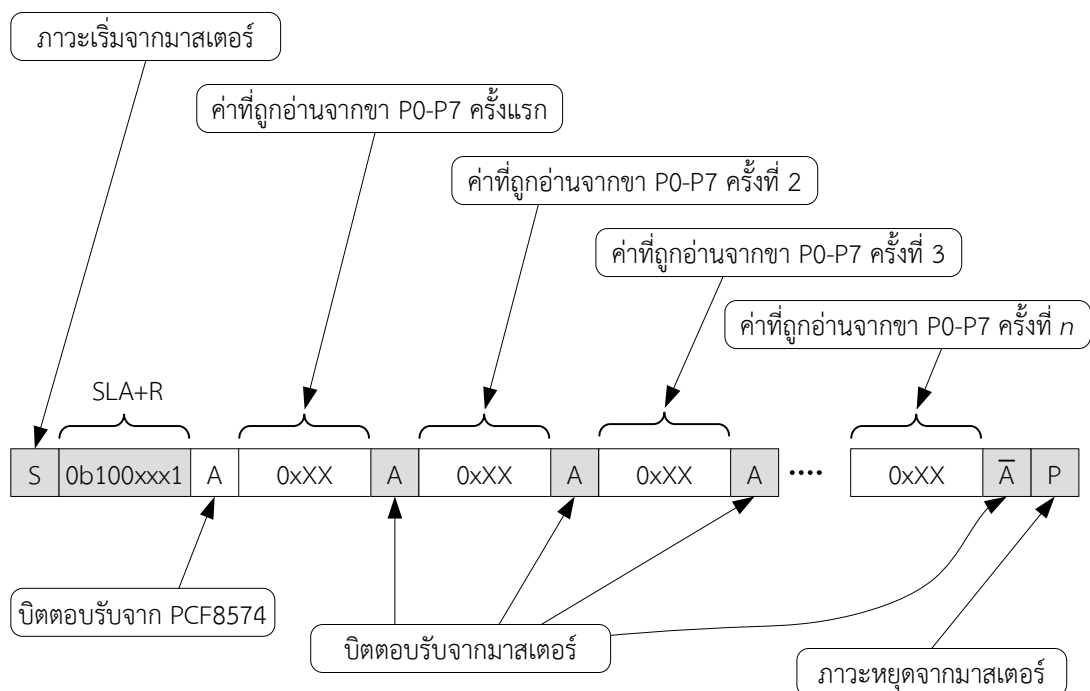 ภาวะเริ่มจากมาสเตอร์
ค่าที่ถูกอ่านจากขา P0-P7 ครั้งแรก
ค่าที่ถูกอ่านจากขา P0-P7 ครั้งที่ 2
ค่าที่ถูกอ่านจากขา P0-P7 ครั้งที่ 3
ค่าที่ถูกอ่านจากขา P0-P7 ครั้งที่ n
SLA+R
S 0b100xxx1 A 0xXX A 0xXX A 0xXX A .... 0xXX A̅ P
บิตตอบรับจาก PCF8574
บิตตอบรับจากมาสเตอร์
ภาวะหยุดจากมาสเตอร์